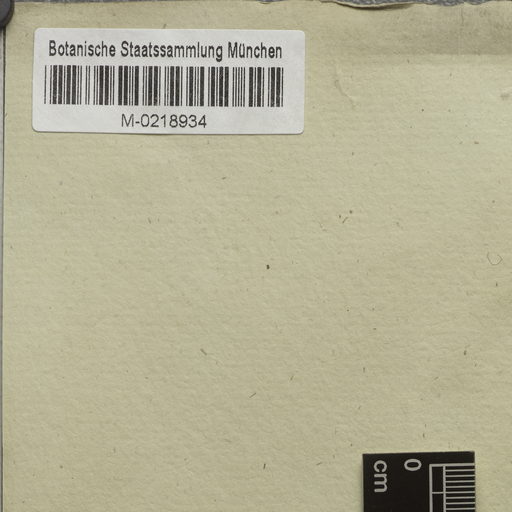 Botanische Staatssammlung München
M-0218934
0
cm